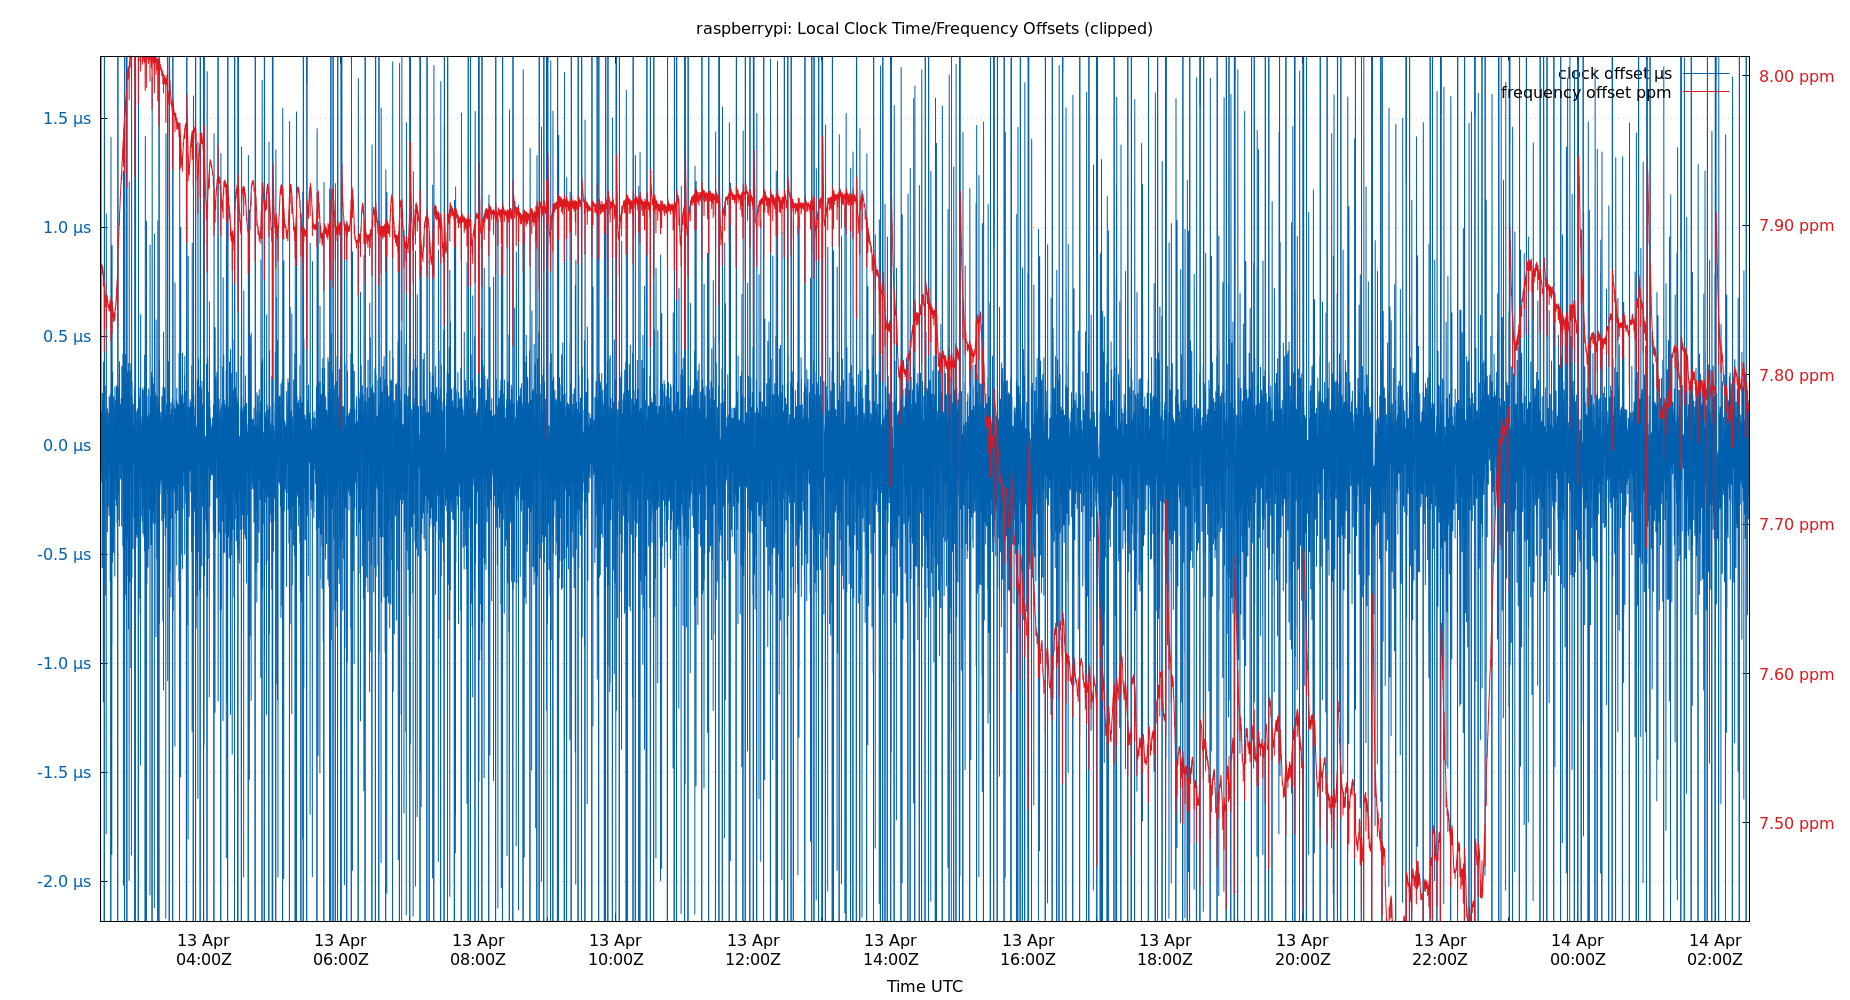 raspberrypi: Local Clock Time/Frequency Offsets (clipped)
clock offset µs
frequency offset ppm
1.5 µs
1.0 µs
0.5 µs
0.0 µs
-0.5 µs
-1.0 µs
-1.5 µs
-2.0 µs
8.00 ppm
7.90 ppm
7.80 ppm
7.70 ppm
7.60 ppm
7.50 ppm
13 Apr 13 Apr 13 Apr 13 Apr 13 Apr 13 Apr 13 Apr 13 Apr 13 Apr 13 Apr 14 Apr 14 Apr
04:00Z 06:00Z 08:00Z 10:00Z 12:00Z 14:00Z 16:00Z 18:00Z 20:00Z 22:00Z 00:00Z 02:00Z
Time UTC